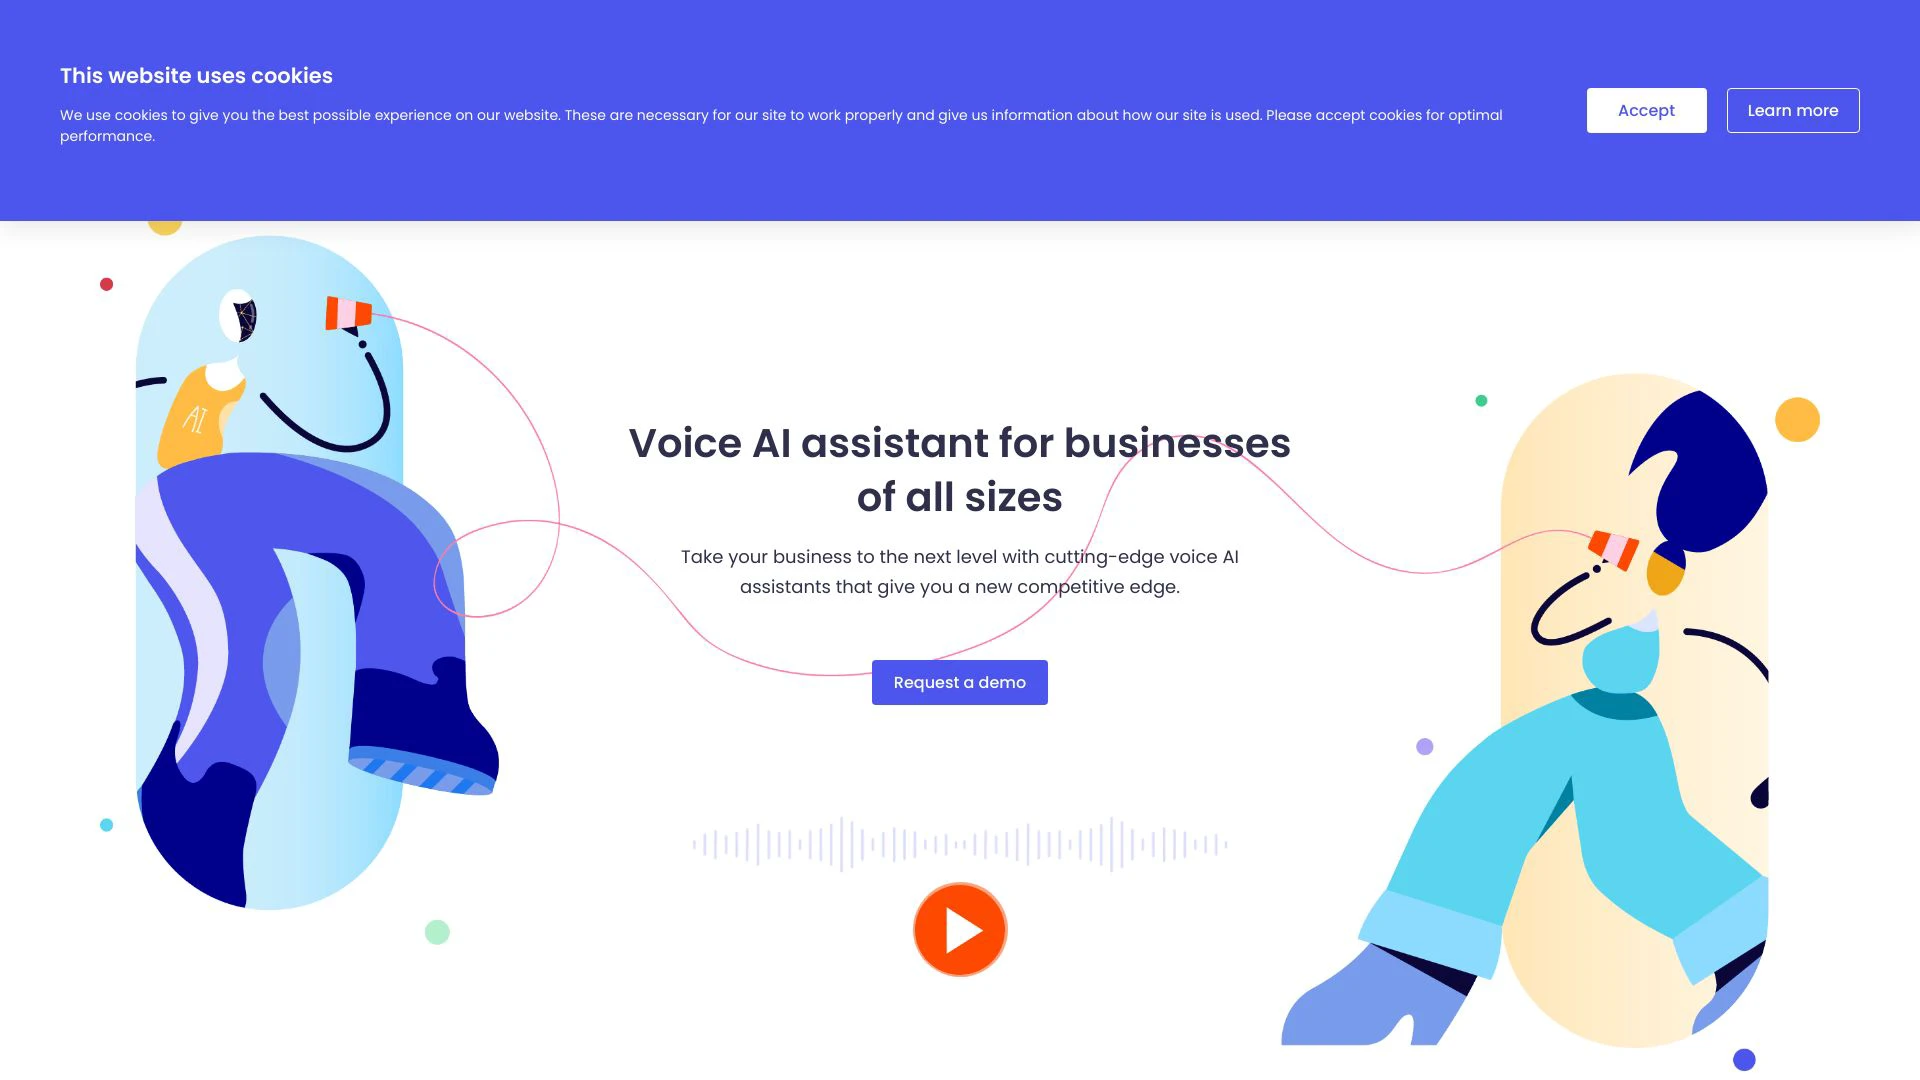 This website uses cookies
We use cookies to give you the best possible experience on our website. These are necessary for our site to work properly and give us information about how our site is used. Please accept cookies for optimal
performance.
Accept
Learn more
AI
Voice AI assistant for businesses
of all sizes
Take your business to the next level with cutting-edge voice AI
assistants that give you a new competitive edge.
Request a demo